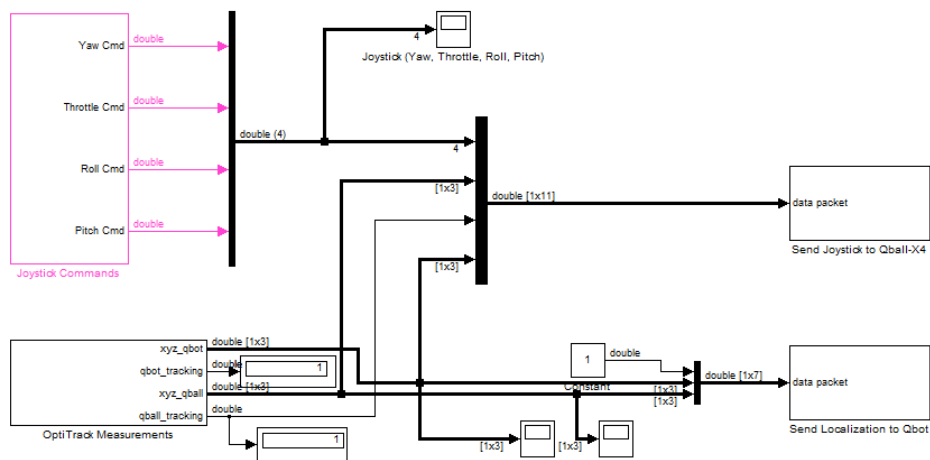 Yaw Cmd
double
Throttle Cmd
double
Roll Cmd
double
Pitch Cmd
double
Joystick Commands
4
Joystick (Yaw, Throttle, Roll, Pitch)
double (4)
4
[1x3]
[1x3]
double [1x11]
data packet
Send Joystick to Qball-X4
xyz_qbot
double [1x3]
qbot_tracking
double
1
xyz_qball
double [1x3]
qball_tracking
double
1
OptiTrack Measurements
1
double
Constant
[1x3]
[1x3]
double [1x7]
data packet
Send Localization to Qbot
[1x3]
[1x3]